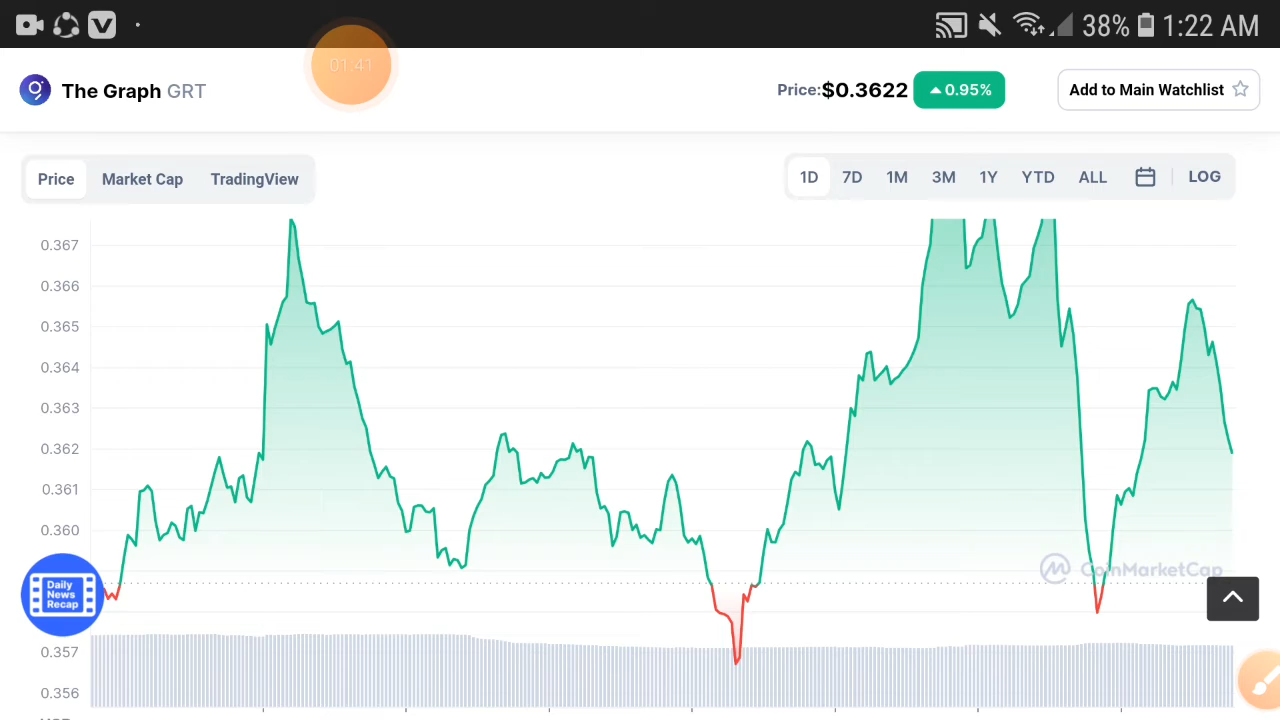 38% 1:22 AM
01:41
The Graph GRT
Price:$0.3622 0.95%
Add to Main Watchlist
Price Market Cap TradingView
1D 7D 1M 3M 1Y YTD ALL LOG
0.367
0.366
0.365
0.364
0.363
0.362
0.361
0.360
0.357
0.356
CoinMarketCap
Daily
News
Recap